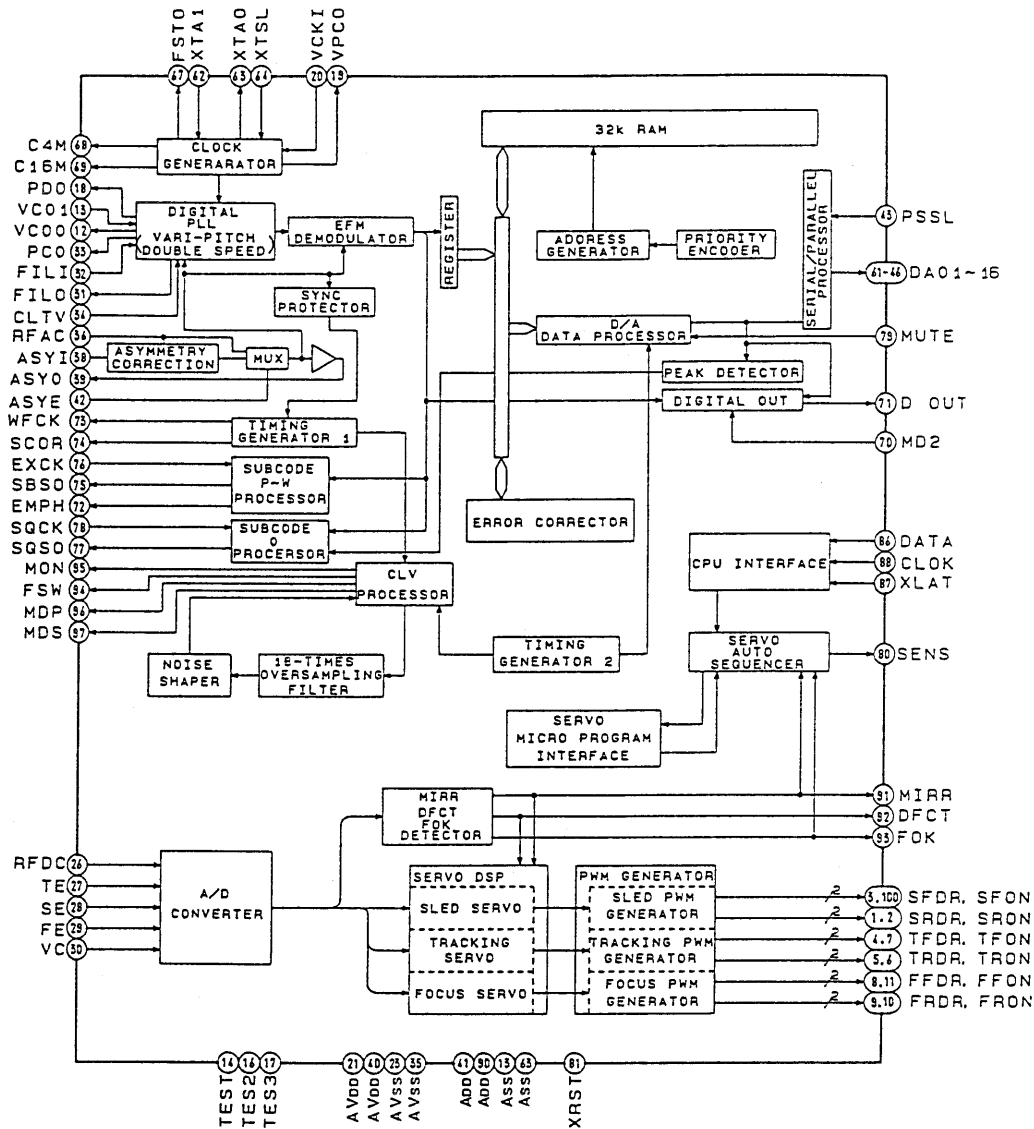 FSTO
XTA1
XTAO
XTSL
VCKI
VPCO
67
62
63
64
20
19
C4M 68
C16M 69
PDO 18
VCO1 13
VCOO 12
PCO 33
FILI 32
FILO 31
CLTV 34
RFAC 36
ASYI 38
ASYO 39
ASYE 42
WFCK 73
SCOR 74
EXCK 76
SBSO 75
EMPH 72
SQCK 78
SQSO 77
MON 95
FSW 94
MDP 96
MDS 97
CLOCK
GENERARATOR
DIGITAL
PLL
VARI-PITCH
(DOUBLE SPEED)
EFM
DEMODULATOR
REGISTER
SYNC
PROTECTOR
ASYMMETRY
CORRECTION
MUX
TIMING
GENERATOR 1
SUBCODE
P~W
PROCESSOR
SUBCODE
Q
PROCERSOR
CLV
PROCESSOR
NOISE
SHAPER
18-TIMES
OVERSAMPLING
FILTER
TIMING
GENERATOR 2
32k RAM
ADDRESS
GENERATOR
PRIORITY
ENCODER
SERIAL/PARALLEL
PROCESSOR
D/A
DATA PROCESSOR
PEAK DETECTOR
DIGITAL OUT
ERROR CORRECTOR
CPU INTERFACE
SERVO
AUTO
SEQUENCER
SERVO
MICRO PROGRAM
INTERFACE
43 PSSL
61-46 DA01~16
79 MUTE
71 D OUT
70 MD2
86 DATA
88 CLOK
87 XLAT
80 SENS
91 MIRR
92 DFCT
93 FOK
MIRR
DFCT
FOK
DETECTOR
RFDC 26
TE 27
SE 28
FE 29
VC 30
A/D
CONVERTER
SERVO DSP
SLED SERVO
TRACKING
SERVO
FOCUS SERVO
PWM GENERATOR
SLED PWM
GENERATOR
TRACKING PWM
GENERATOR
FOCUS PWM
GENERATOR
2 3.100 SFDR, SFON
1.2 SRDR, SRON
2 4.7 TFDR, TFON
5.6 TRDR, TRON
2 8.11 FFDR, FFON
2 9.10 FRDR, FRON
14
16
17
21
40
25
35
41
90
13
65
81
TEST
TES2
TES3
AVDD
AVDD
AVSS
AVSS
ADD
ADD
ASS
ASS
XRST